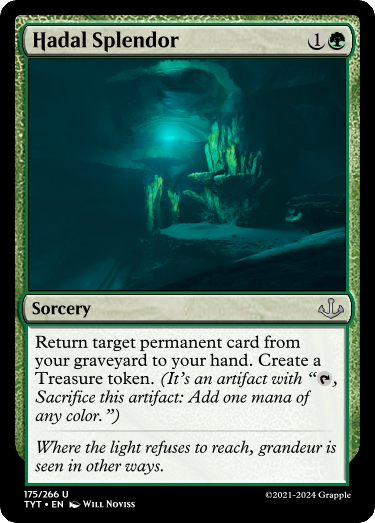 Hadal Splendor 1
Sorcery
Return target permanent card from
your graveyard to your hand. Create a
Treasure token. (It's an artifact with “,
Sacrifice this artifact: Add one mana of
any color.”)
Where the light refuses to reach, grandeur is
seen in other ways.
175/266 U
TYT • EN Will Noviss
©2021-2024 Grapple